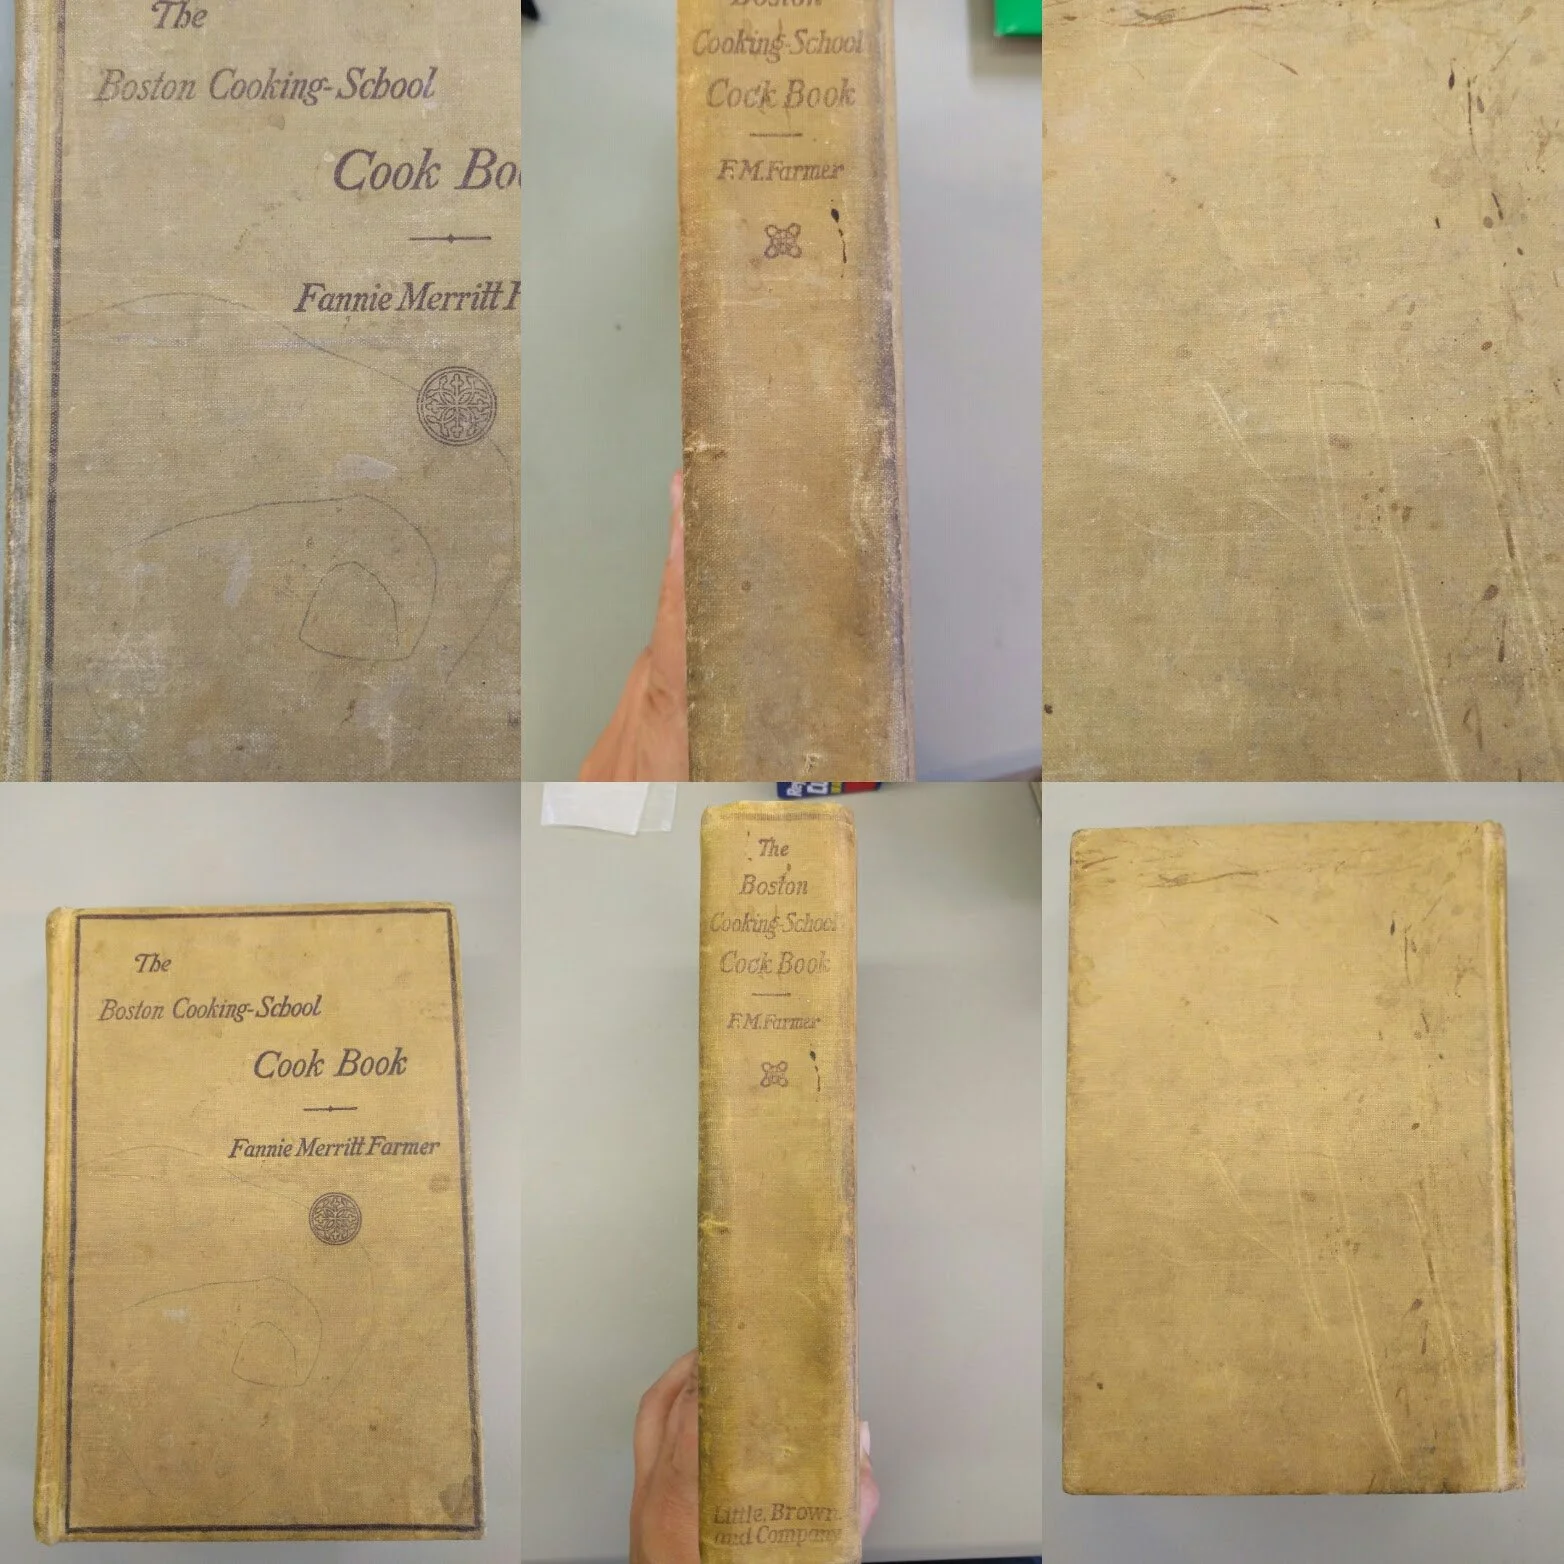 The
Boston Cooking-School
Cook Bo
Fannie Merritt F
Boston
Cooking-School
Cook Book
F.M.Farmer
The
Boston Cooking-School
Cook Book
Fannie Merritt Farmer
The
Boston
Cooking-School
Cook Book
F.M.Farmer
Little, Brown,
and Company